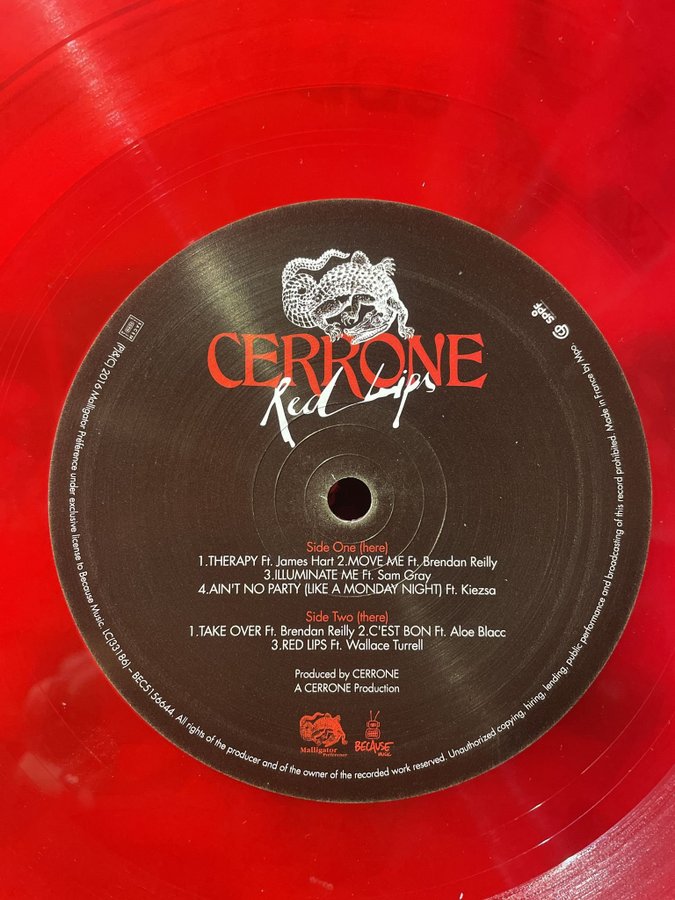 CERRONE
Red Lips
Side One (here)
1.THERAPY Ft. James Hart 2.MOVE ME Ft. Brendan Reilly
3.ILLUMINATE ME Ft. Sam Gray
4.AIN'T NO PARTY (LIKE A MONDAY NIGHT) Ft. Kiezsa
Side Two (there)
1.TAKE OVER Ft. Brendan Reilly 2.C'EST BON Ft. Aloe Blacc
3.RED LIPS Ft. Wallace Turrell
Produced by CERRONE
A CERRONE Production
Malligator
Préférence
BECAUSE
music
(P)&(C) 2016 Malligator Préférence under exclusive license to Because Music. LC(33186) – BEC5156644. All rights of the producer and of the owner of the recorded work reserved. Unauthorized copying, hiring, lending, public performance and broadcasting of this record prohibited. Made in France by Mpo.
SPPF